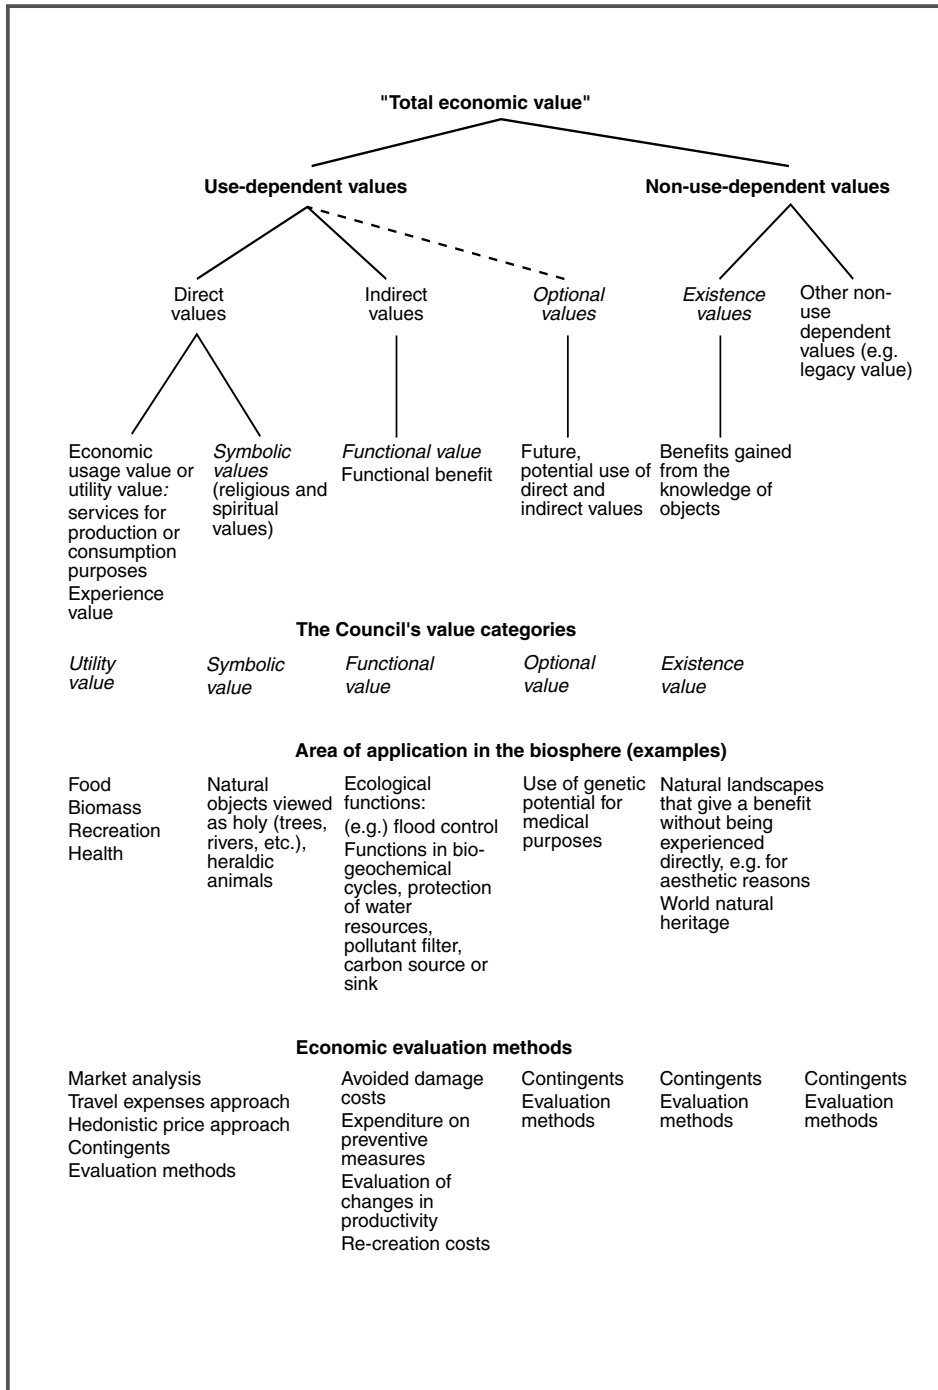 "Total economic value"
Use-dependent values
Non-use-dependent values
Direct
values
Indirect
values
Optional
values
Existence
values
Other non-
use
dependent
values (e.g.
legacy value)
Economic
usage value or
utility value:
services for
production or
consumption
purposes
Experience
value
Symbolic
values
(religious and
spiritual
values)
Functional value
Functional benefit
Future,
potential use of
direct and
indirect values
Benefits gained
from the
knowledge of
objects
The Council's value categories
Utility
value
Symbolic
value
Functional
value
Optional
value
Existence
value
Area of application in the biosphere (examples)
Food
Biomass
Recreation
Health
Natural
objects viewed
as holy (trees,
rivers, etc.),
heraldic
animals
Ecological
functions:
(e.g.) flood control
Functions in bio-
geochemical
cycles, protection
of water
resources,
pollutant filter,
carbon source or
sink
Use of genetic
potential for
medical
purposes
Natural landscapes
that give a benefit
without being
experienced
directly, e.g. for
aesthetic reasons
World natural
heritage
Economic evaluation methods
Market analysis
Travel expenses approach
Hedonistic price approach
Contingents
Evaluation methods
Avoided damage
costs
Expenditure on
preventive
measures
Evaluation of
changes in
productivity
Re-creation costs
Contingents
Evaluation
methods
Contingents
Evaluation
methods
Contingents
Evaluation
methods